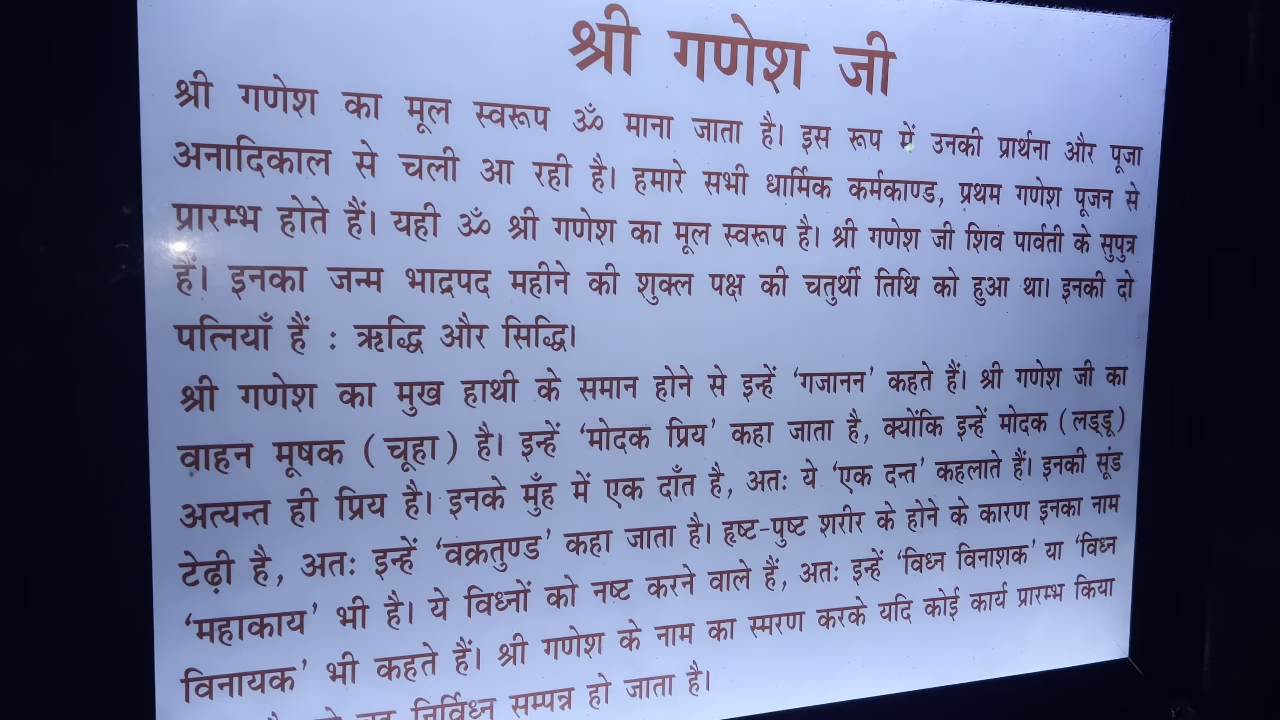 श्री गणेश जी
श्री गणेश का मूल स्वरूप ॐ माना जाता है। इस रूप में उनकी प्रार्थना और पूजा
अनादिकाल से चली आ रही है। हमारे सभी धार्मिक कर्मकाण्ड, प्रथम गणेश पूजन से
प्रारम्भ होते हैं। यही ॐ श्री गणेश का मूल स्वरूप है। श्री गणेश जी शिव पार्वती के सुपुत्र
हैं। इनका जन्म भाद्रपद महीने की शुक्ल पक्ष की चतुर्थी तिथि को हुआ था। इनकी दो
पत्नियाँ हैं : ऋद्धि और सिद्धि।
श्री गणेश का मुख हाथी के समान होने से इन्हें ‘गजानन’ कहते हैं। श्री गणेश जी का
वाहन मूषक (चूहा) है। इन्हें ‘मोदक प्रिय’ कहा जाता है, क्योंकि इन्हें मोदक (लड्डू)
अत्यन्त ही प्रिय है। इनके मुँह में एक दाँत है, अतः ये ‘एक दन्त’ कहलाते हैं। इनकी सूंड
टेढ़ी है, अतः इन्हें ‘वक्रतुण्ड’ कहा जाता है। हृष्ट-पुष्ट शरीर के होने के कारण इनका नाम
‘महाकाय’ भी है। ये विध्नों को नष्ट करने वाले हैं, अतः इन्हें ‘विध्न विनाशक’ या ‘विध्न
विनायक’ भी कहते हैं। श्री गणेश के नाम का स्मरण करके यदि कोई कार्य प्रारम्भ किया
निर्विध्न सम्पन्न हो जाता है।